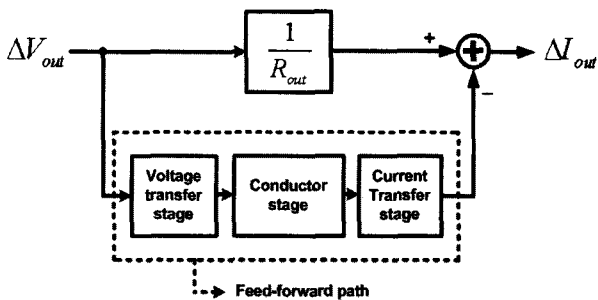 ΔV_out
1
R_out
+
ΔI_out
−
Voltage
transfer
stage
Conductor
stage
Current
Transfer
stage
Feed-forward path